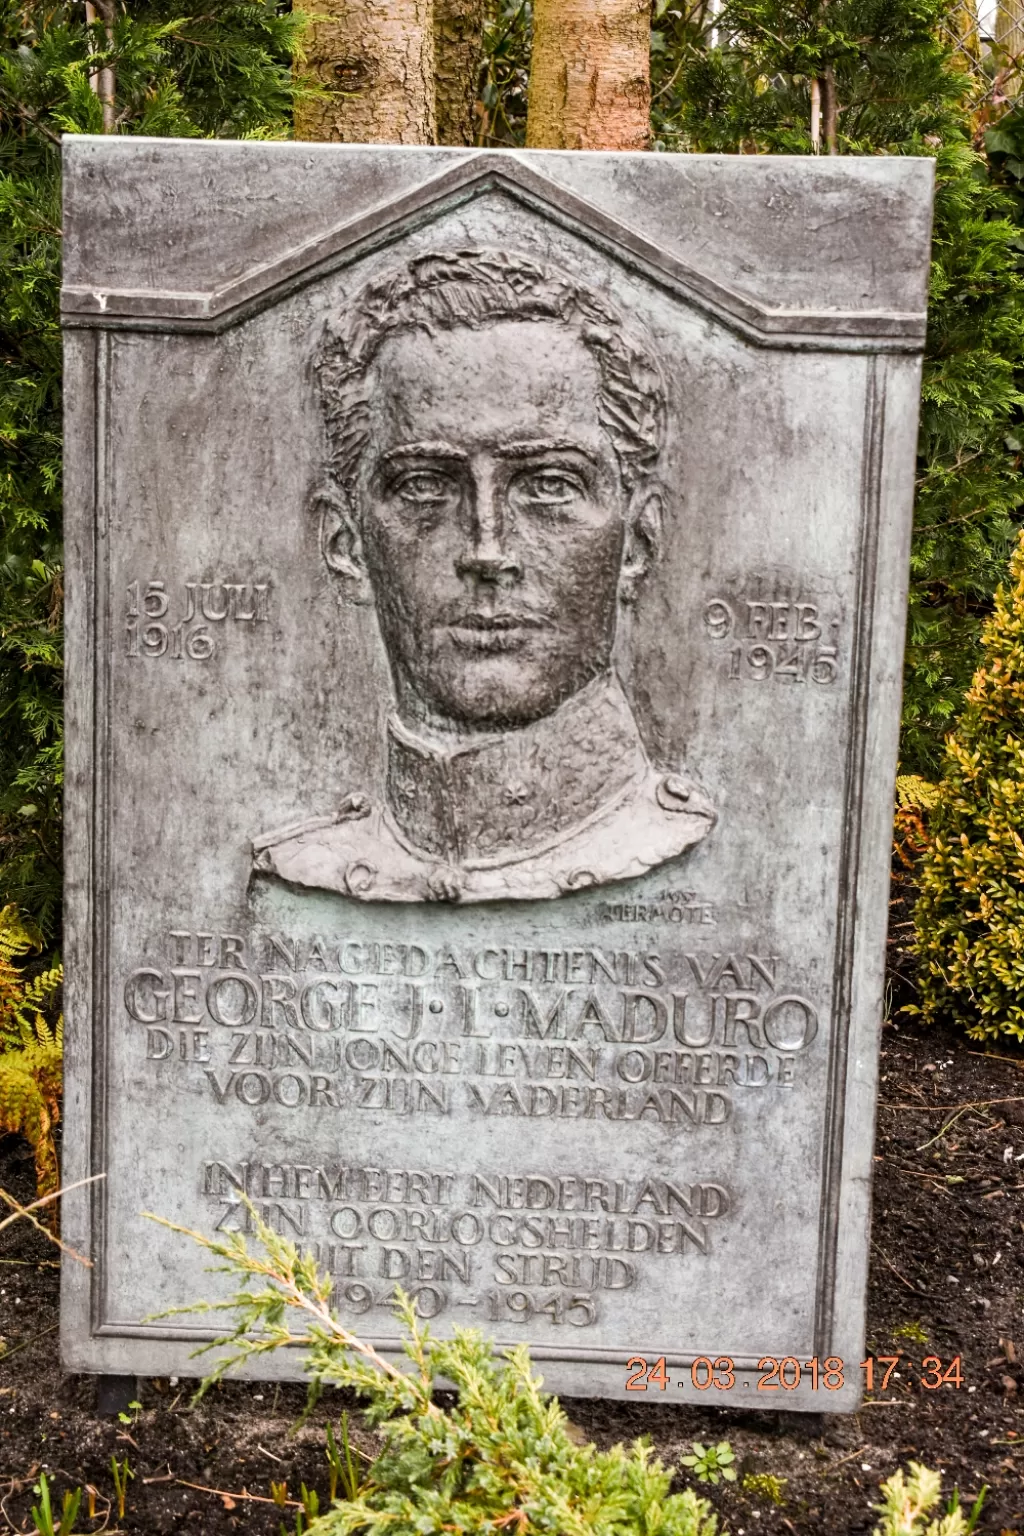 15 JULI
1916
9 FEB.
1945
TER NAGEDACHTENIS VAN
GEORGE J·L·MADURO
DIE ZIJN JONGE LEVEN OFFERDE
VOOR ZIJN VADERLAND
IN HEM EERT NEDERLAND
ZIJN OORLOGSHELDEN
UIT DEN STRIJD
1940-1945
24.03.2018 17:34